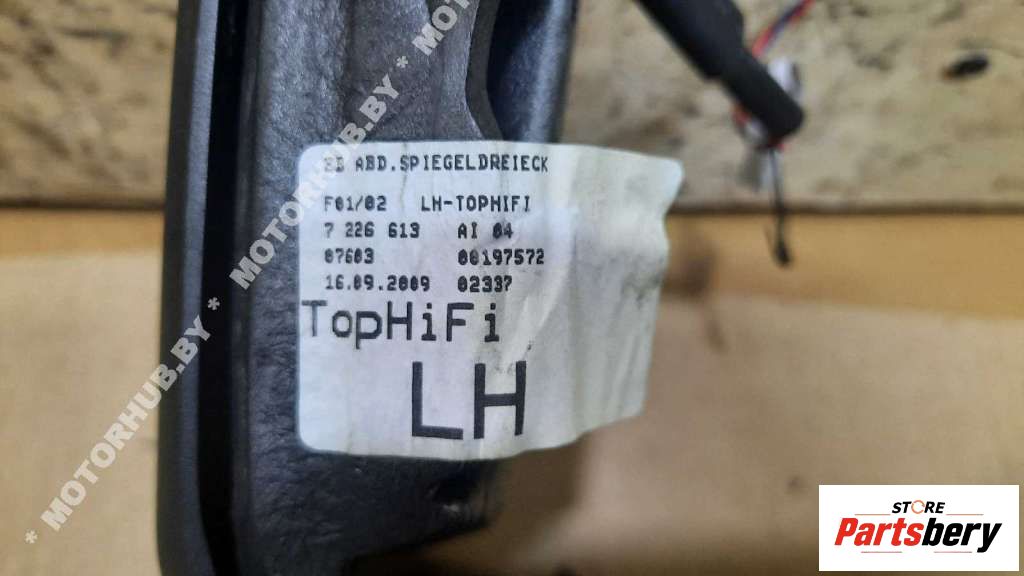 ABD.SPIEGELDREIECK
F01/02 LH-TOPHIFI
7 226 613 AI 04
07603 00197572
16.09.2009 02337
TopHiFi
LH
* MOTORHUB.BY * MOTORHUB.BY * MOTORHUB.BY * MO
STORE
Partsbery